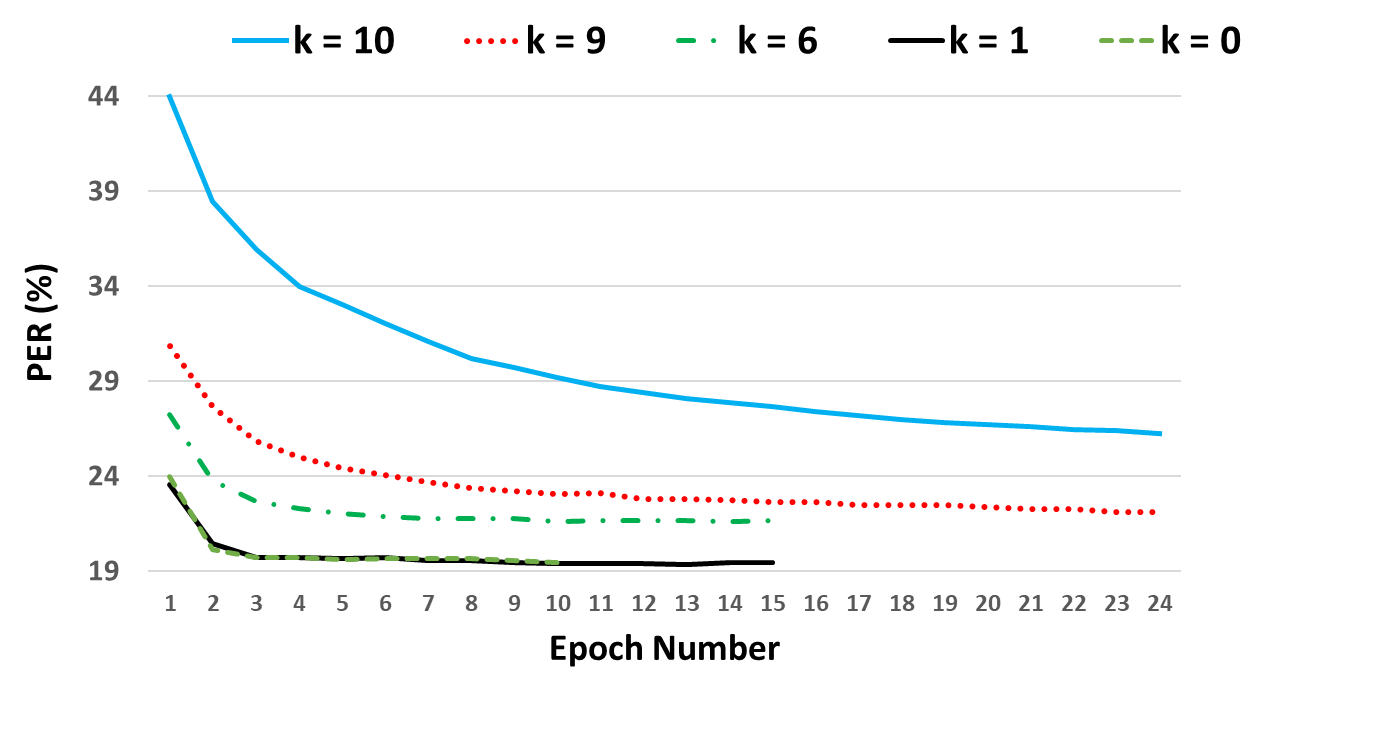 k = 10 k = 9 k = 6 k = 1 k = 0
44
39
34
29
24
19
PER (%)
1 2 3 4 5 6 7 8 9 10 11 12 13 14 15 16 17 18 19 20 21 22 23 24
Epoch Number